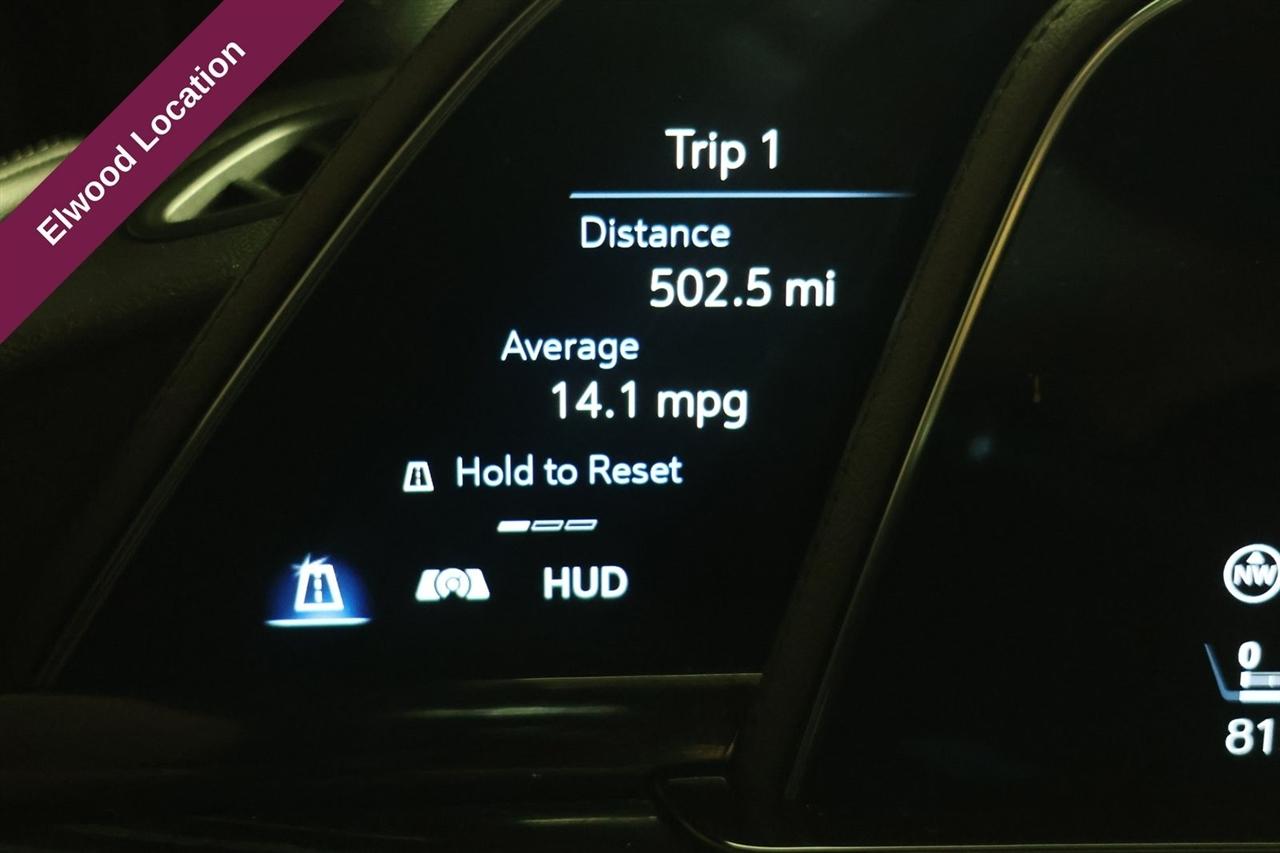 Elwood Location
Trip 1
Distance
502.5 mi
Average
14.1 mpg
Hold to Reset
HUD
NW
0
81